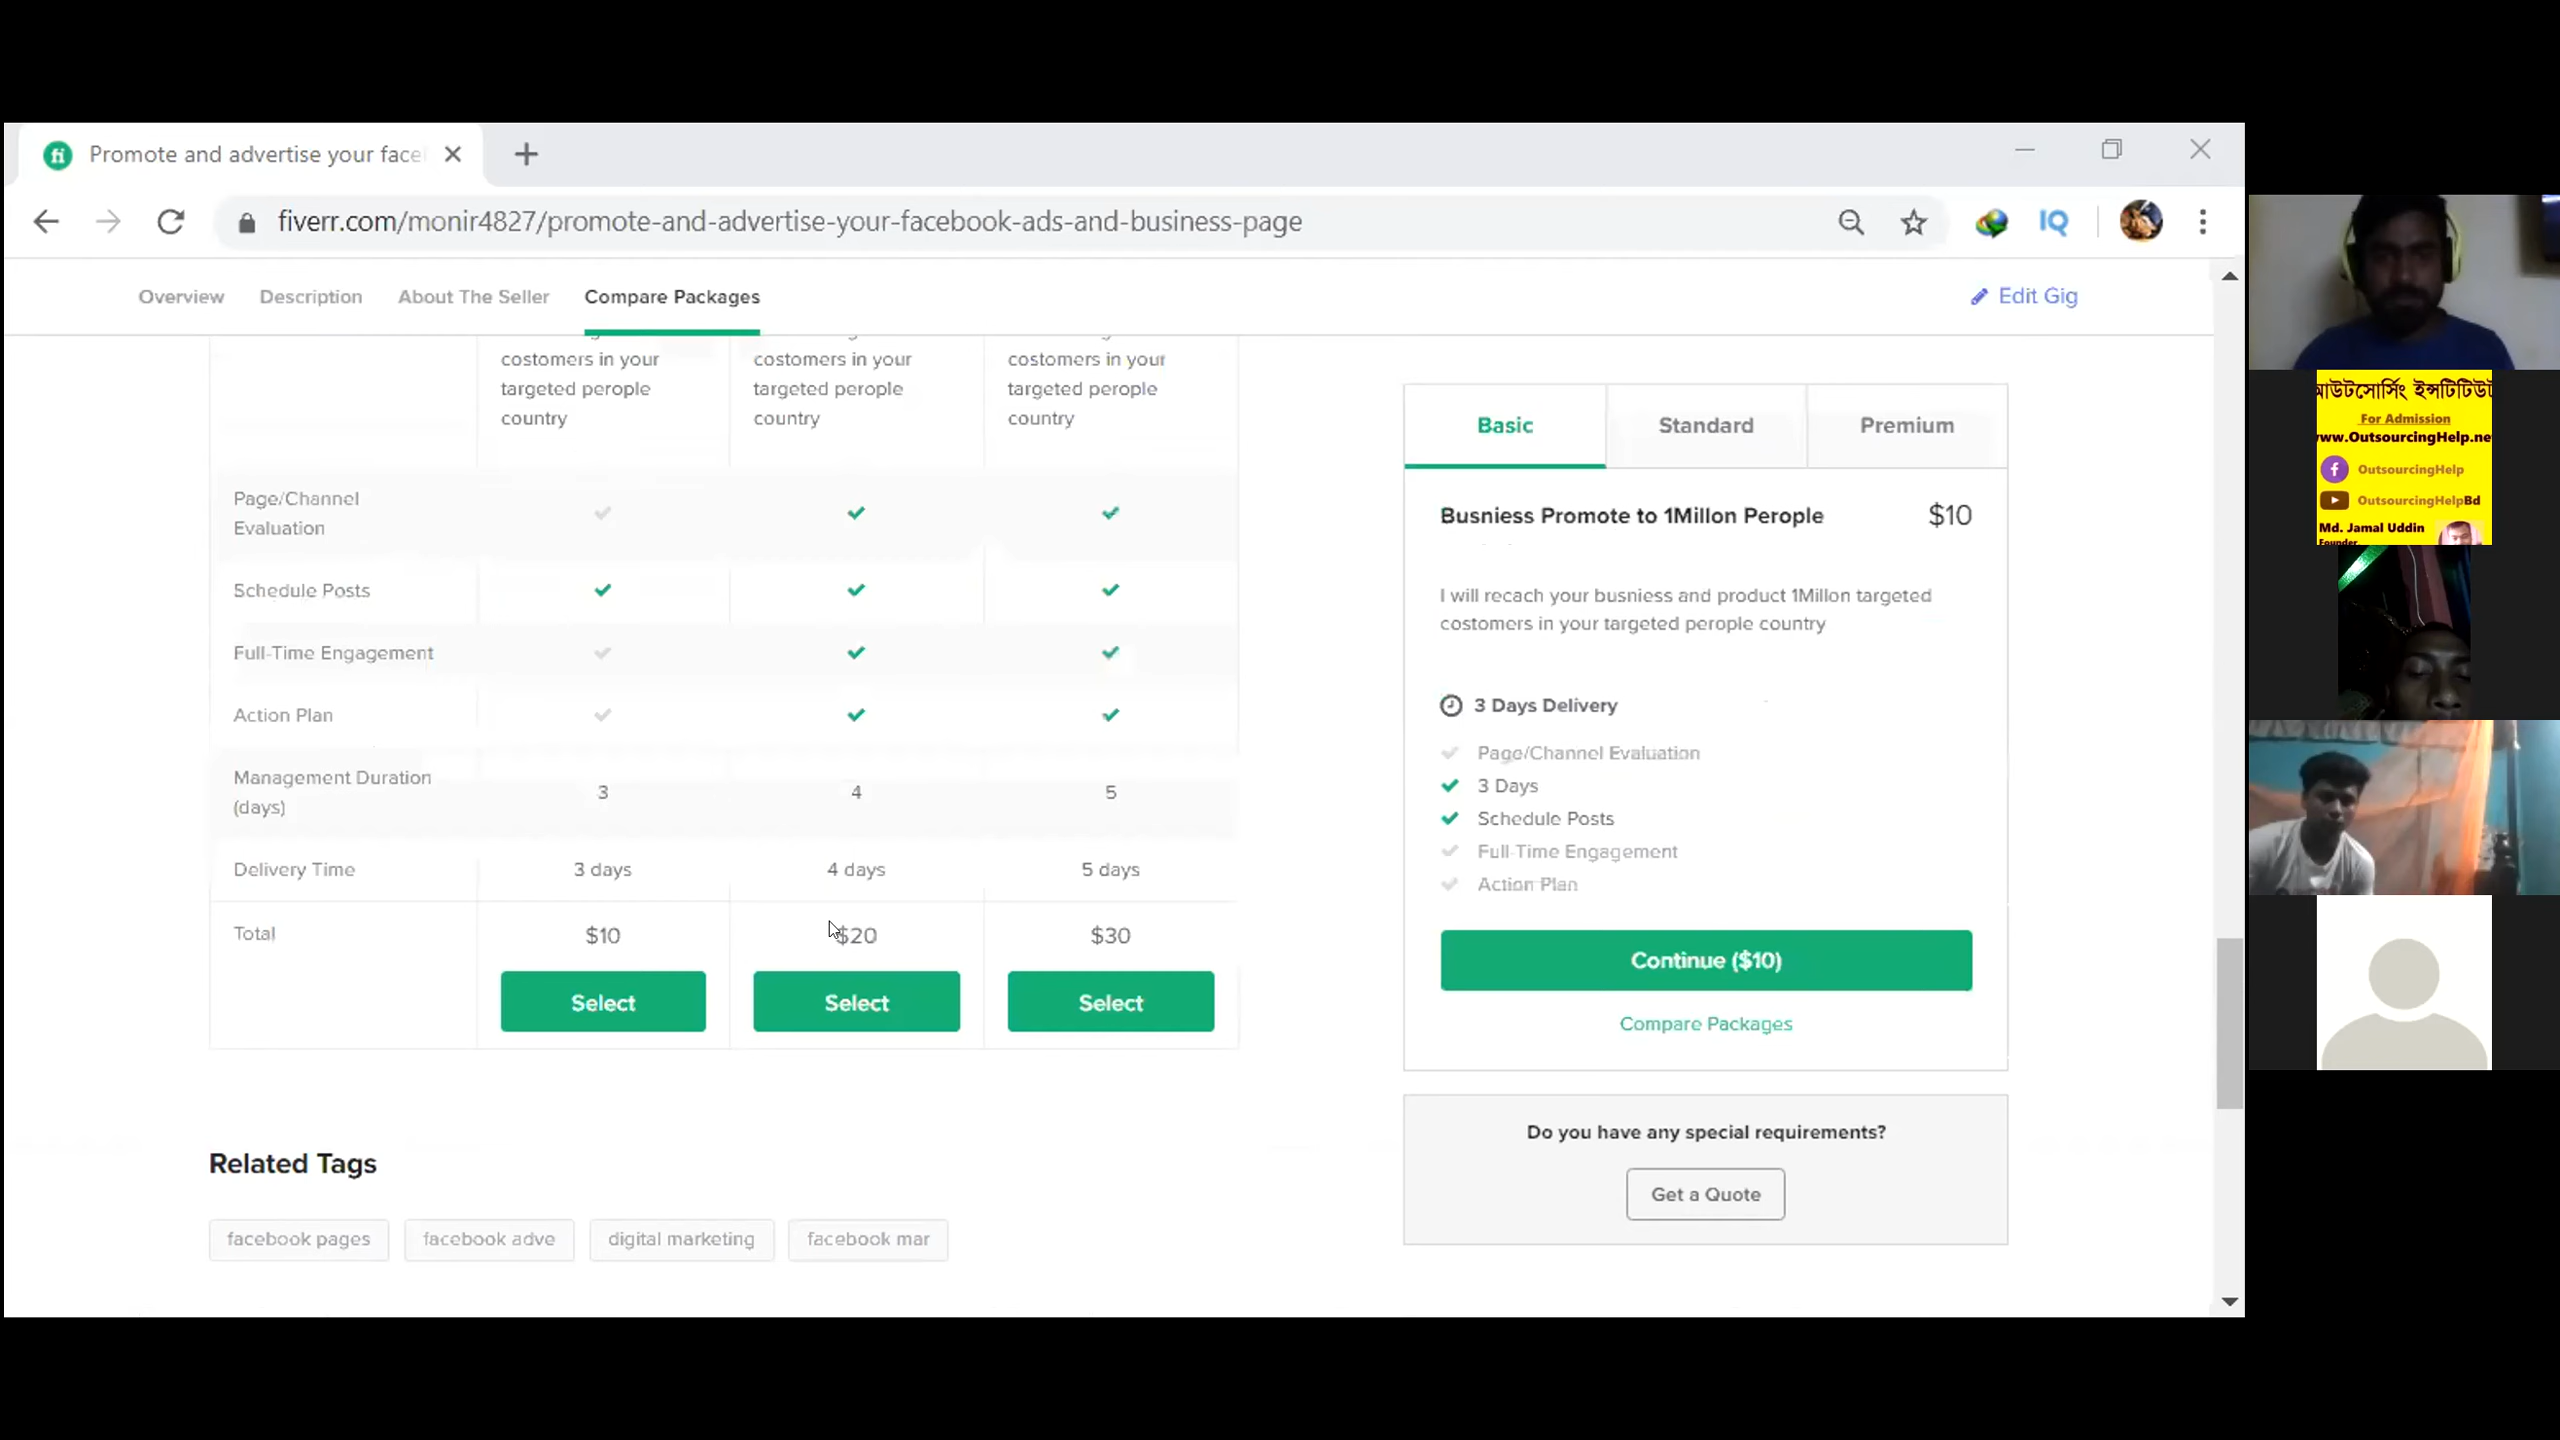 Promote and advertise your face
fiverr.com/monir4827/promote-and-advertise-your-facebook-ads-and-business-page
IQ
Overview
Description
About The Seller
Compare Packages
Edit Gig
costomers in your
targeted perople
country
costomers in your
targeted perople
country
costomers in your
targeted perople
country
Page/Channel
Evaluation
Schedule Posts
Full-Time Engagement
Action Plan
Management Duration
(days)
3
4
5
Delivery Time
3 days
4 days
5 days
Total
$10
$20
$30
Select
Select
Select
Related Tags
facebook pages
facebook adve
digital marketing
facebook mar
Basic
Standard
Premium
Busniess Promote to 1Millon Perople
$10
I will recach your busniess and product 1Millon targeted
costomers in your targeted perople country
3 Days Delivery
Page/Channel Evaluation
3 Days
Schedule Posts
Full-Time Engagement
Action Plan
Continue ($10)
Compare Packages
Do you have any special requirements?
Get a Quote
আউটসোর্সিং ইন্সটিটিউট
For Admission
www.OutsourcingHelp.ne
OutsourcingHelp
OutsourcingHelpBd
Md. Jamal Uddin
Founder